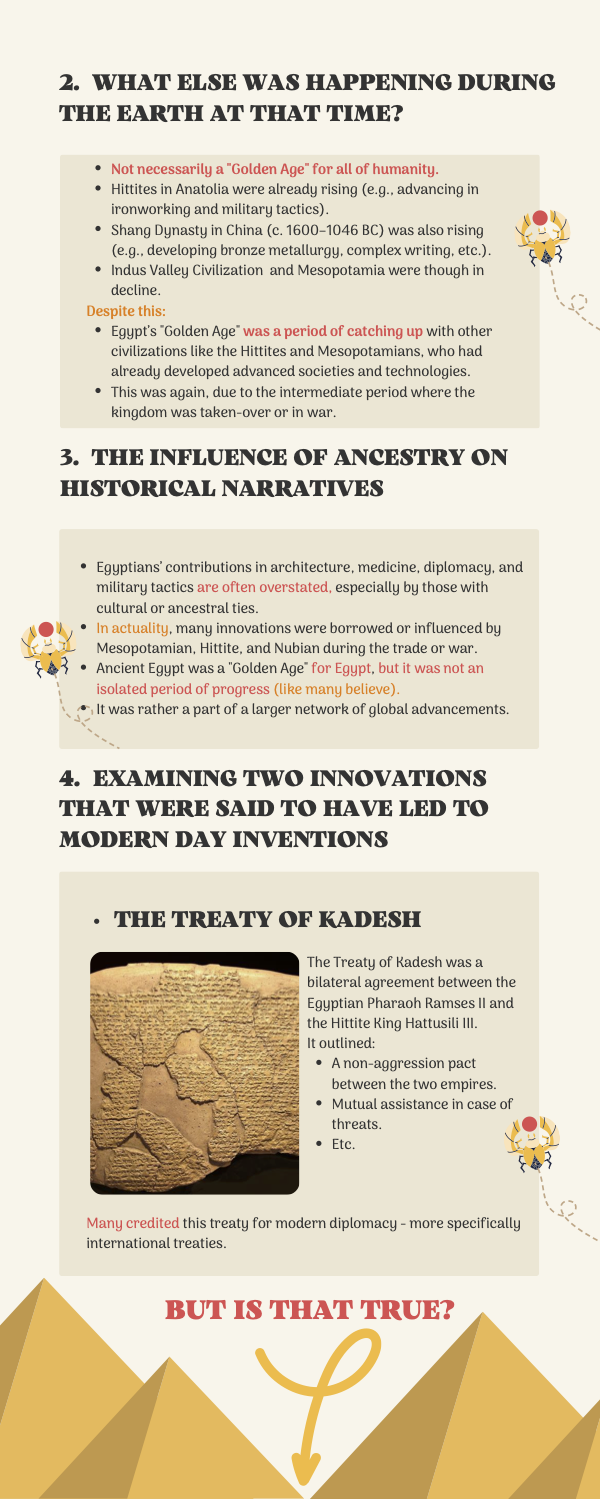 2. WHAT ELSE WAS HAPPENING DURING
THE EARTH AT THAT TIME?
• Not necessarily a "Golden Age" for all of humanity.
• Hittites in Anatolia were already rising (e.g., advancing in
ironworking and military tactics).
• Shang Dynasty in China (c. 1600–1046 BC) was also rising
(e.g., developing bronze metallurgy, complex writing, etc.).
• Indus Valley Civilization and Mesopotamia were though in
decline.
Despite this:
• Egypt's "Golden Age" was a period of catching up with other
civilizations like the Hittites and Mesopotamians, who had
already developed advanced societies and technologies.
• This was again, due to the intermediate period where the
kingdom was taken-over or in war.
3. THE INFLUENCE OF ANCESTRY ON
HISTORICAL NARRATIVES
• Egyptians' contributions in architecture, medicine, diplomacy, and
military tactics are often overstated, especially by those with
cultural or ancestral ties.
• In actuality, many innovations were borrowed or influenced by
Mesopotamian, Hittite, and Nubian during the trade or war.
• Ancient Egypt was a "Golden Age" for Egypt, but it was not an
isolated period of progress (like many believe).
• It was rather a part of a larger network of global advancements.
4. EXAMINING TWO INNOVATIONS
THAT WERE SAID TO HAVE LED TO
MODERN DAY INVENTIONS
• THE TREATY OF KADESH
The Treaty of Kadesh was a
bilateral agreement between the
Egyptian Pharaoh Ramses II and
the Hittite King Hattusili III.
It outlined:
• A non-aggression pact
between the two empires.
• Mutual assistance in case of
threats.
• Etc.
Many credited this treaty for modern diplomacy - more specifically
international treaties.
BUT IS THAT TRUE?